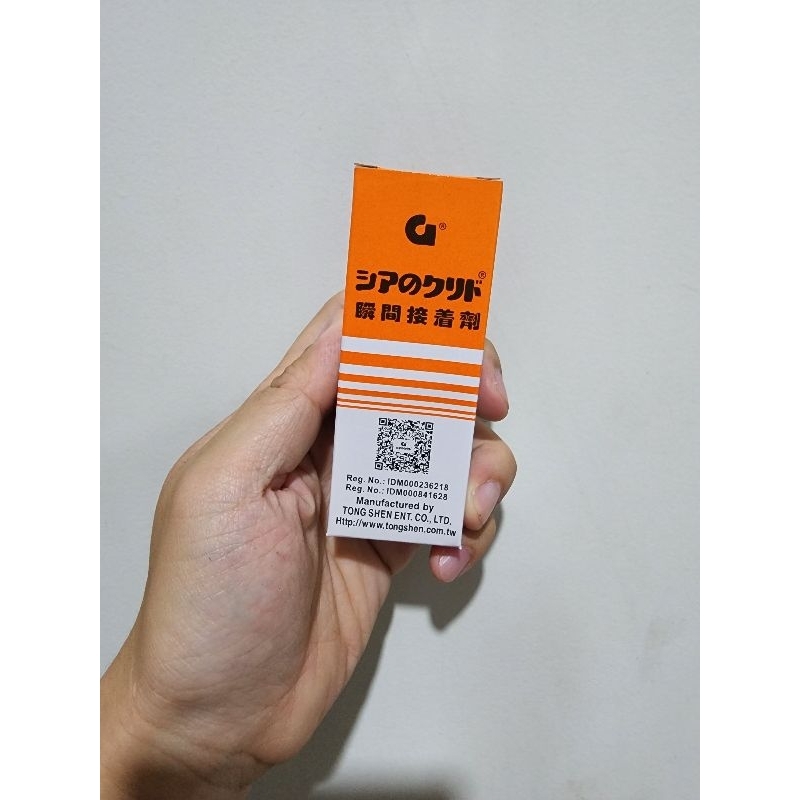 G®
シアのクリド®
瞬間接着劑
Reg. No.: IDM000236218
Reg. No.: IDM000841628
Manufactured by
TONG SHEN ENT. CO., LTD.
Http://www.tongshen.com.tw